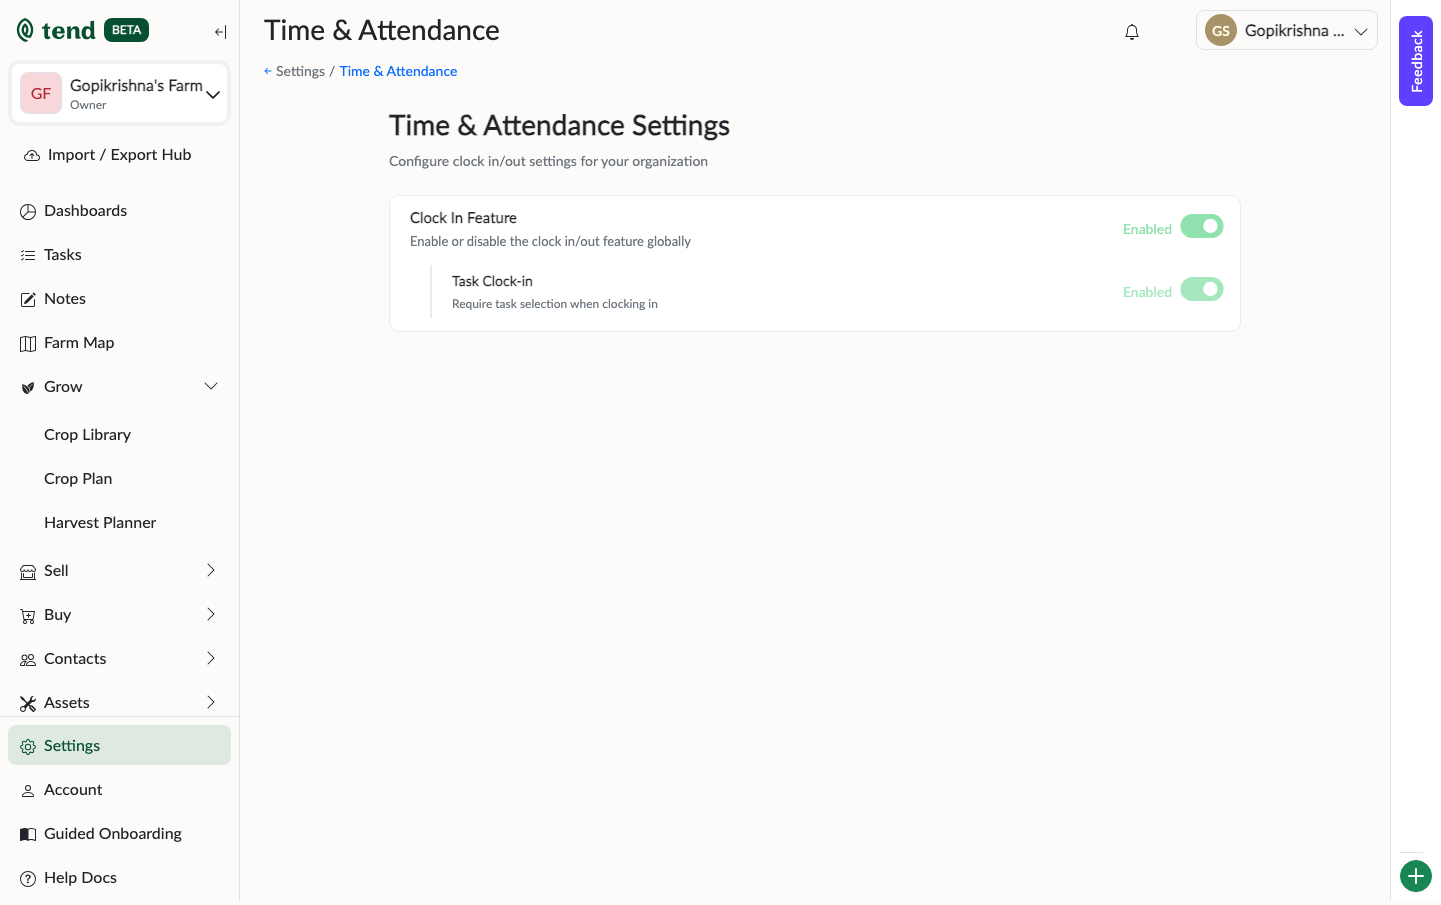 tend BETA
GF Gopikrishna's Farm
Owner
Import / Export Hub
Dashboards
Tasks
Notes
Farm Map
Grow
Crop Library
Crop Plan
Harvest Planner
Sell
Buy
Contacts
Assets
Settings
Account
Guided Onboarding
Help Docs
Time & Attendance
GS Gopikrishna ...
← Settings / Time & Attendance
Time & Attendance Settings
Configure clock in/out settings for your organization
Clock In Feature
Enable or disable the clock in/out feature globally
Enabled
Task Clock-in
Require task selection when clocking in
Enabled
Feedback